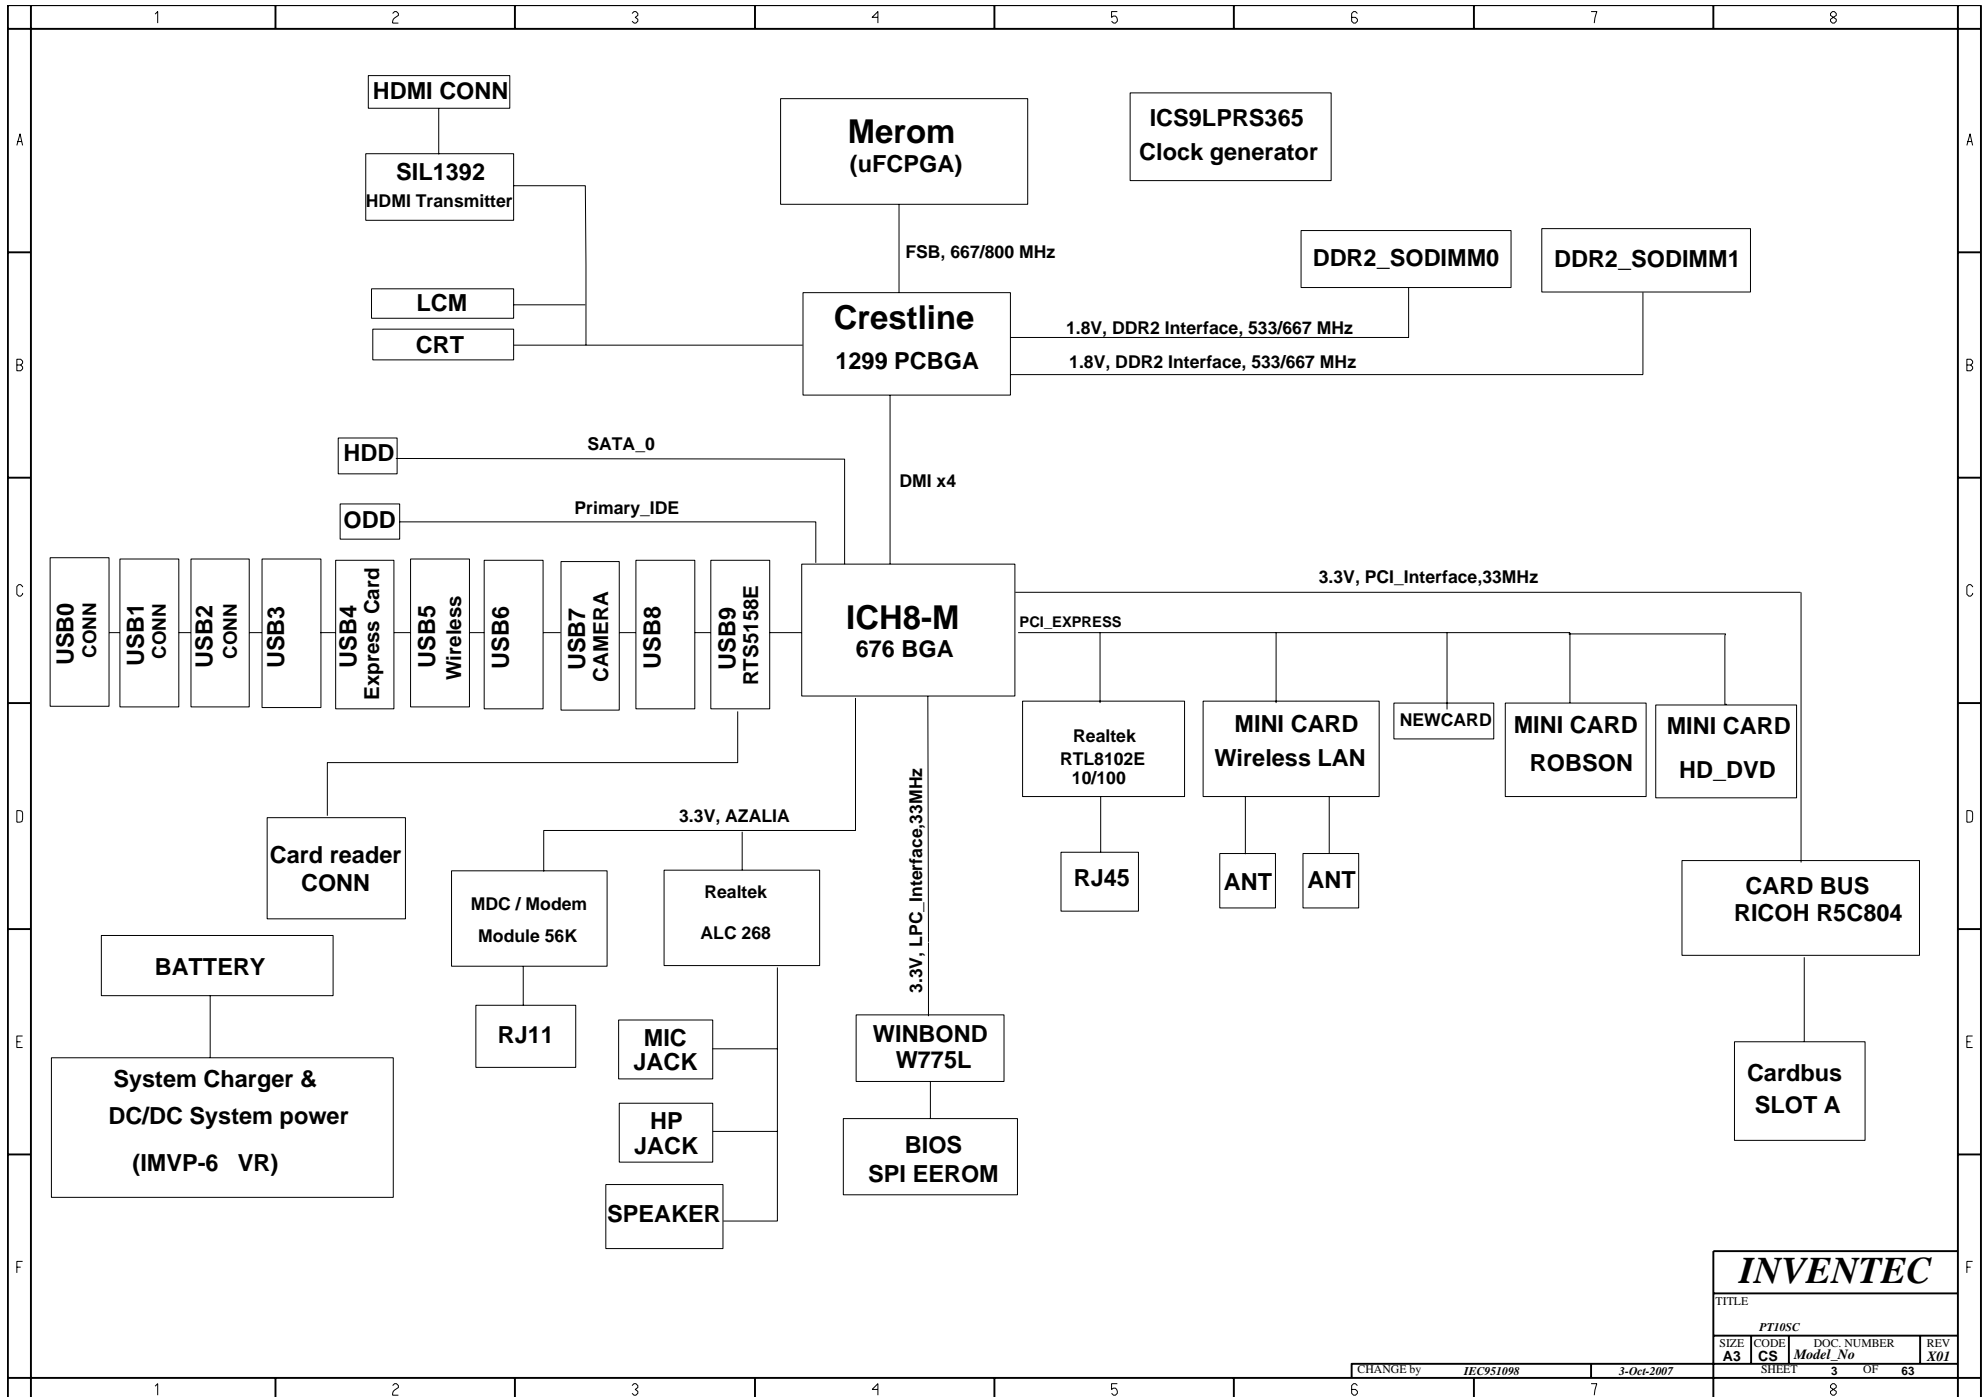 1 2 3 4 5 6 7 8
A A
B B
C C
D D
E E
F F
HDMI CONN
SIL1392
HDMI Transmitter
LCM
CRT
Merom
(uFCPGA)
ICS9LPRS365
Clock generator
FSB, 667/800 MHz
DDR2_SODIMM0
DDR2_SODIMM1
Crestline
1299 PCBGA
1.8V, DDR2 Interface, 533/667 MHz
1.8V, DDR2 Interface, 533/667 MHz
HDD
SATA_0
DMI x4
ODD
Primary_IDE
USB0
CONN
USB1
CONN
USB2
CONN
USB3
USB4
Express Card
USB5
Wireless
USB6
USB7
CAMERA
USB8
USB9
RTS5158E
ICH8-M
676 BGA
3.3V, PCI_Interface,33MHz
PCI_EXPRESS
Realtek
RTL8102E
10/100
MINI CARD
Wireless LAN
NEWCARD
MINI CARD
ROBSON
MINI CARD
HD_DVD
RJ45
ANT
ANT
CARD BUS
RICOH R5C804
Cardbus
SLOT A
3.3V, AZALIA
3.3V, LPC_Interface,33MHz
Card reader
CONN
MDC / Modem
Module 56K
Realtek
ALC 268
BATTERY
System Charger &
DC/DC System power
(IMVP-6 VR)
RJ11
MIC
JACK
HP
JACK
SPEAKER
WINBOND
W775L
BIOS
SPI EEROM
INVENTEC
TITLE
PT10SC
SIZE CODE DOC. NUMBER REV
A3 CS Model_No X01
CHANGE by IEC951098 3-Oct-2007 SHEET 3 OF 63
1 2 3 4 5 6 7 8